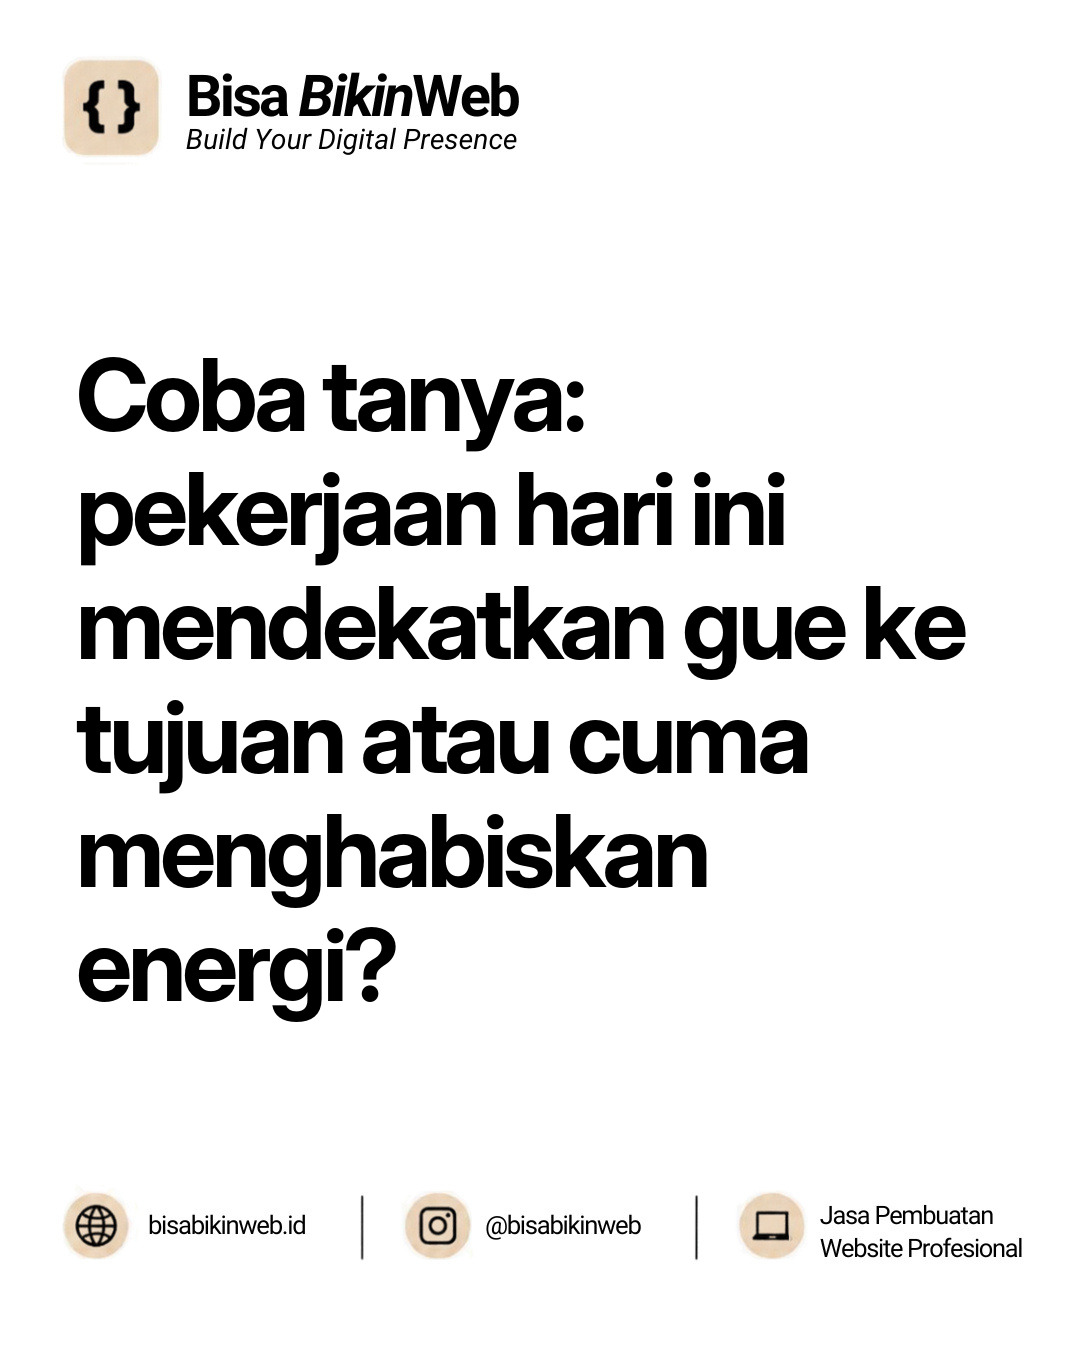 { }
Bisa BikinWeb
Build Your Digital Presence
Coba tanya:
pekerjaan hari ini
mendekatkan gue ke
tujuan atau cuma
menghabiskan
energi?
bisabikinweb.id
@bisabikinweb
Jasa Pembuatan
Website Profesional